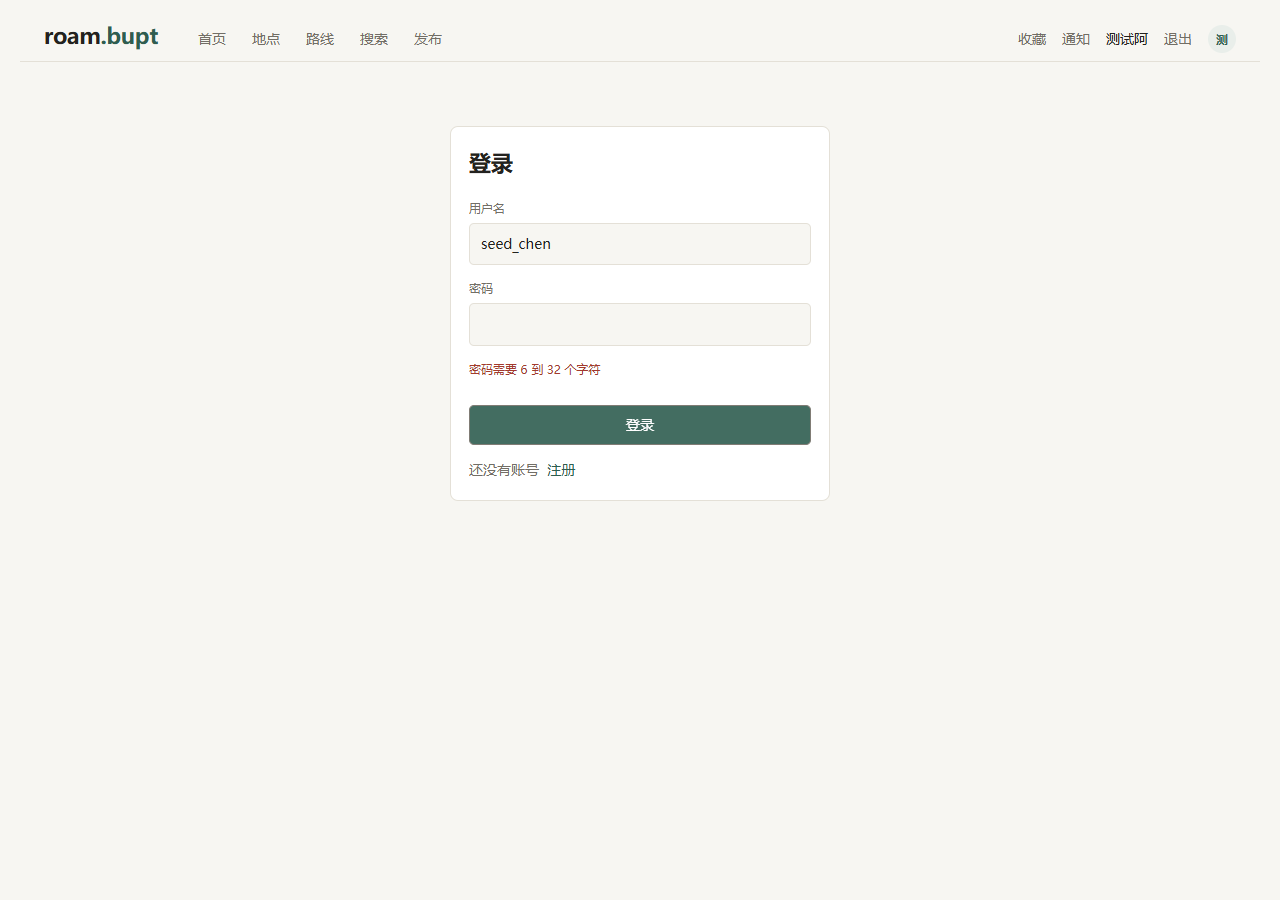 roam.bupt 首页 地点 路线 搜索 发布 收藏 通知 测试阿 退出 测
登录
用户名
seed_chen
密码
密码需要 6 到 32 个字符
登录
还没有账号 注册